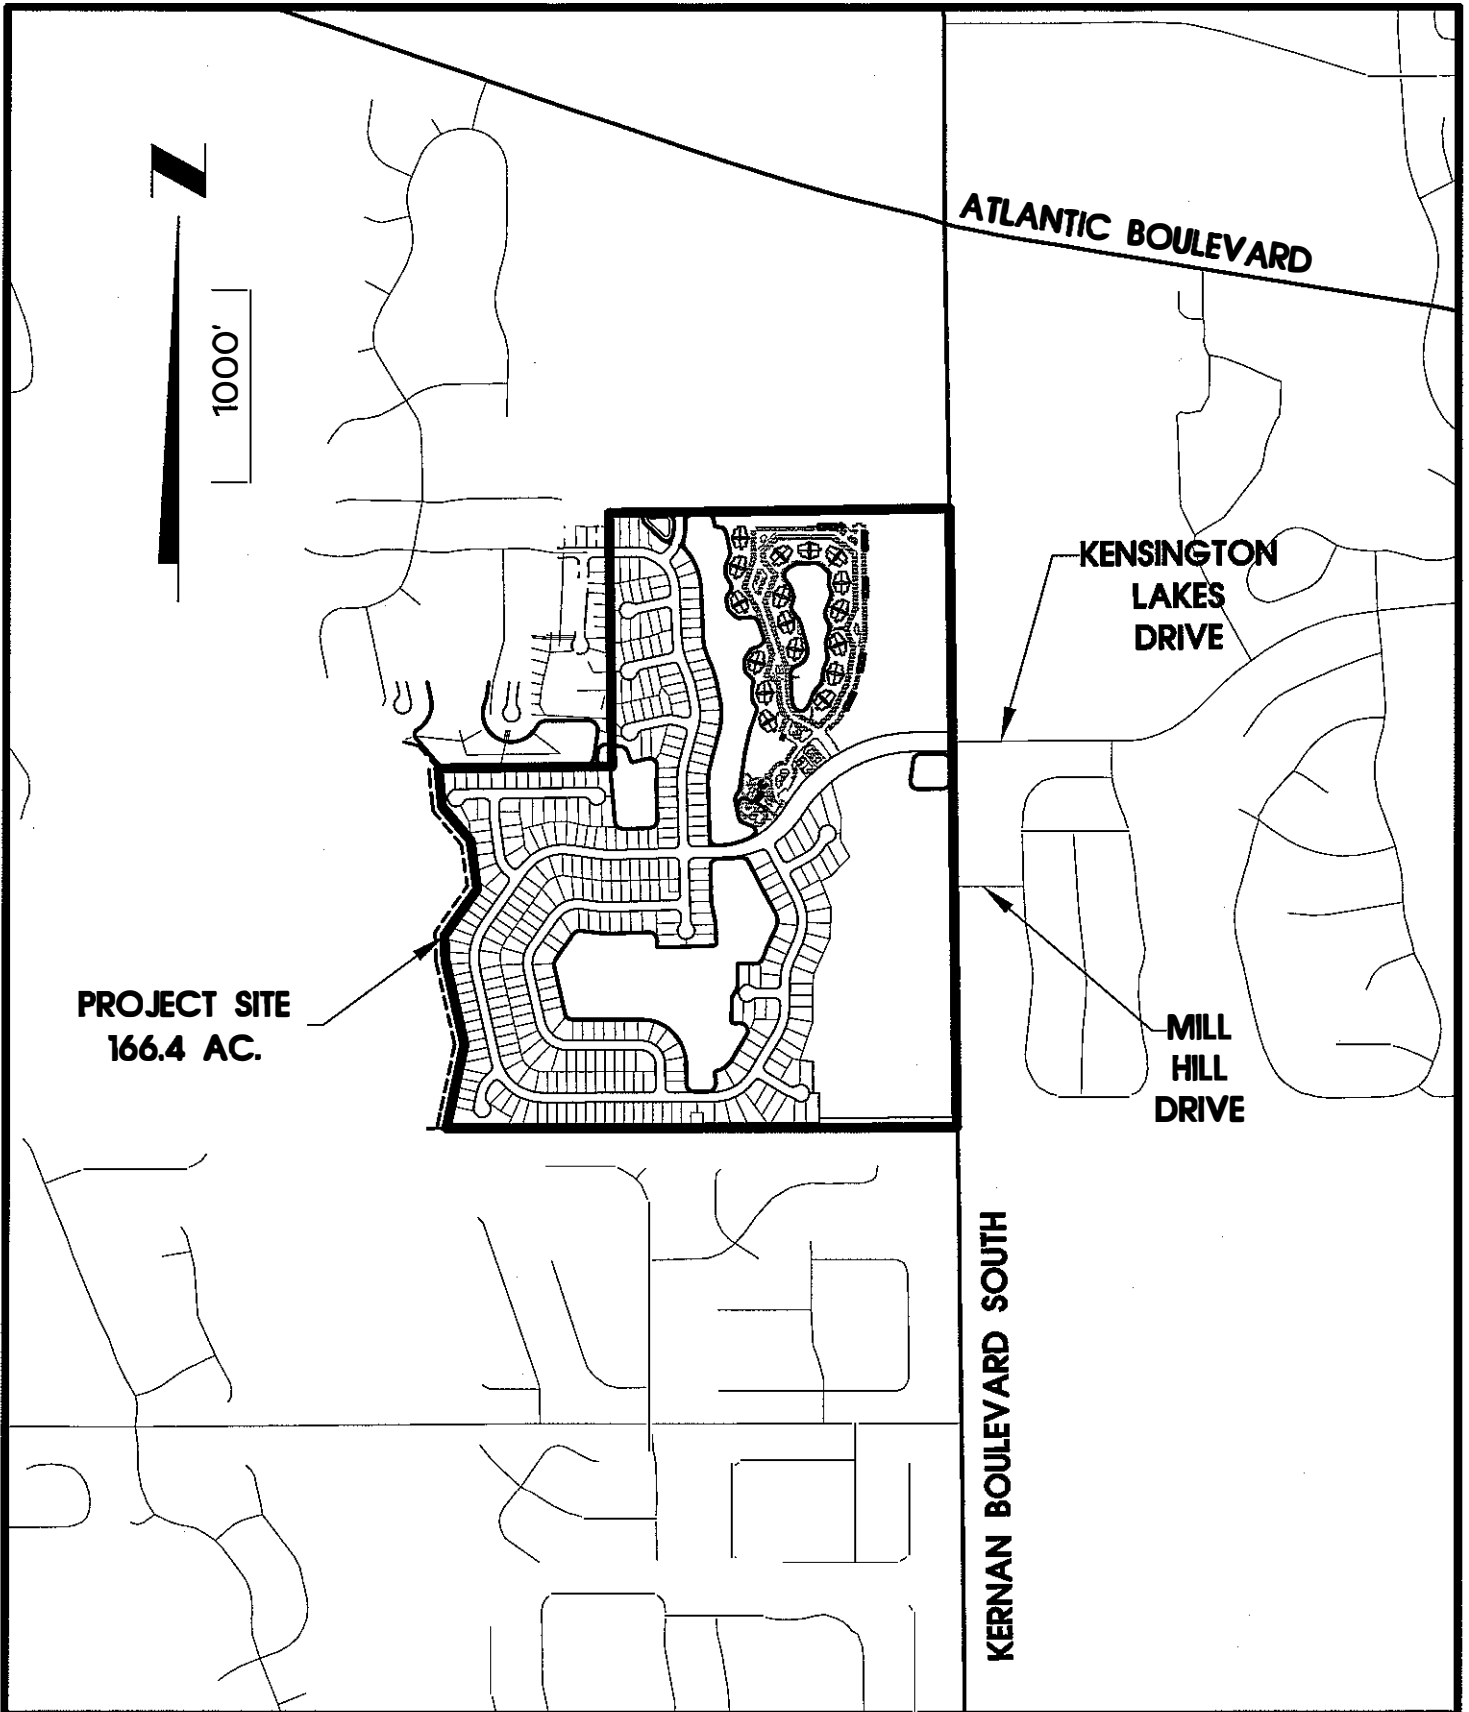 N
1000'
ATLANTIC BOULEVARD
KENSINGTON
LAKES
DRIVE
PROJECT SITE
166.4 AC.
MILL
HILL
DRIVE
KERNAN BOULEVARD SOUTH